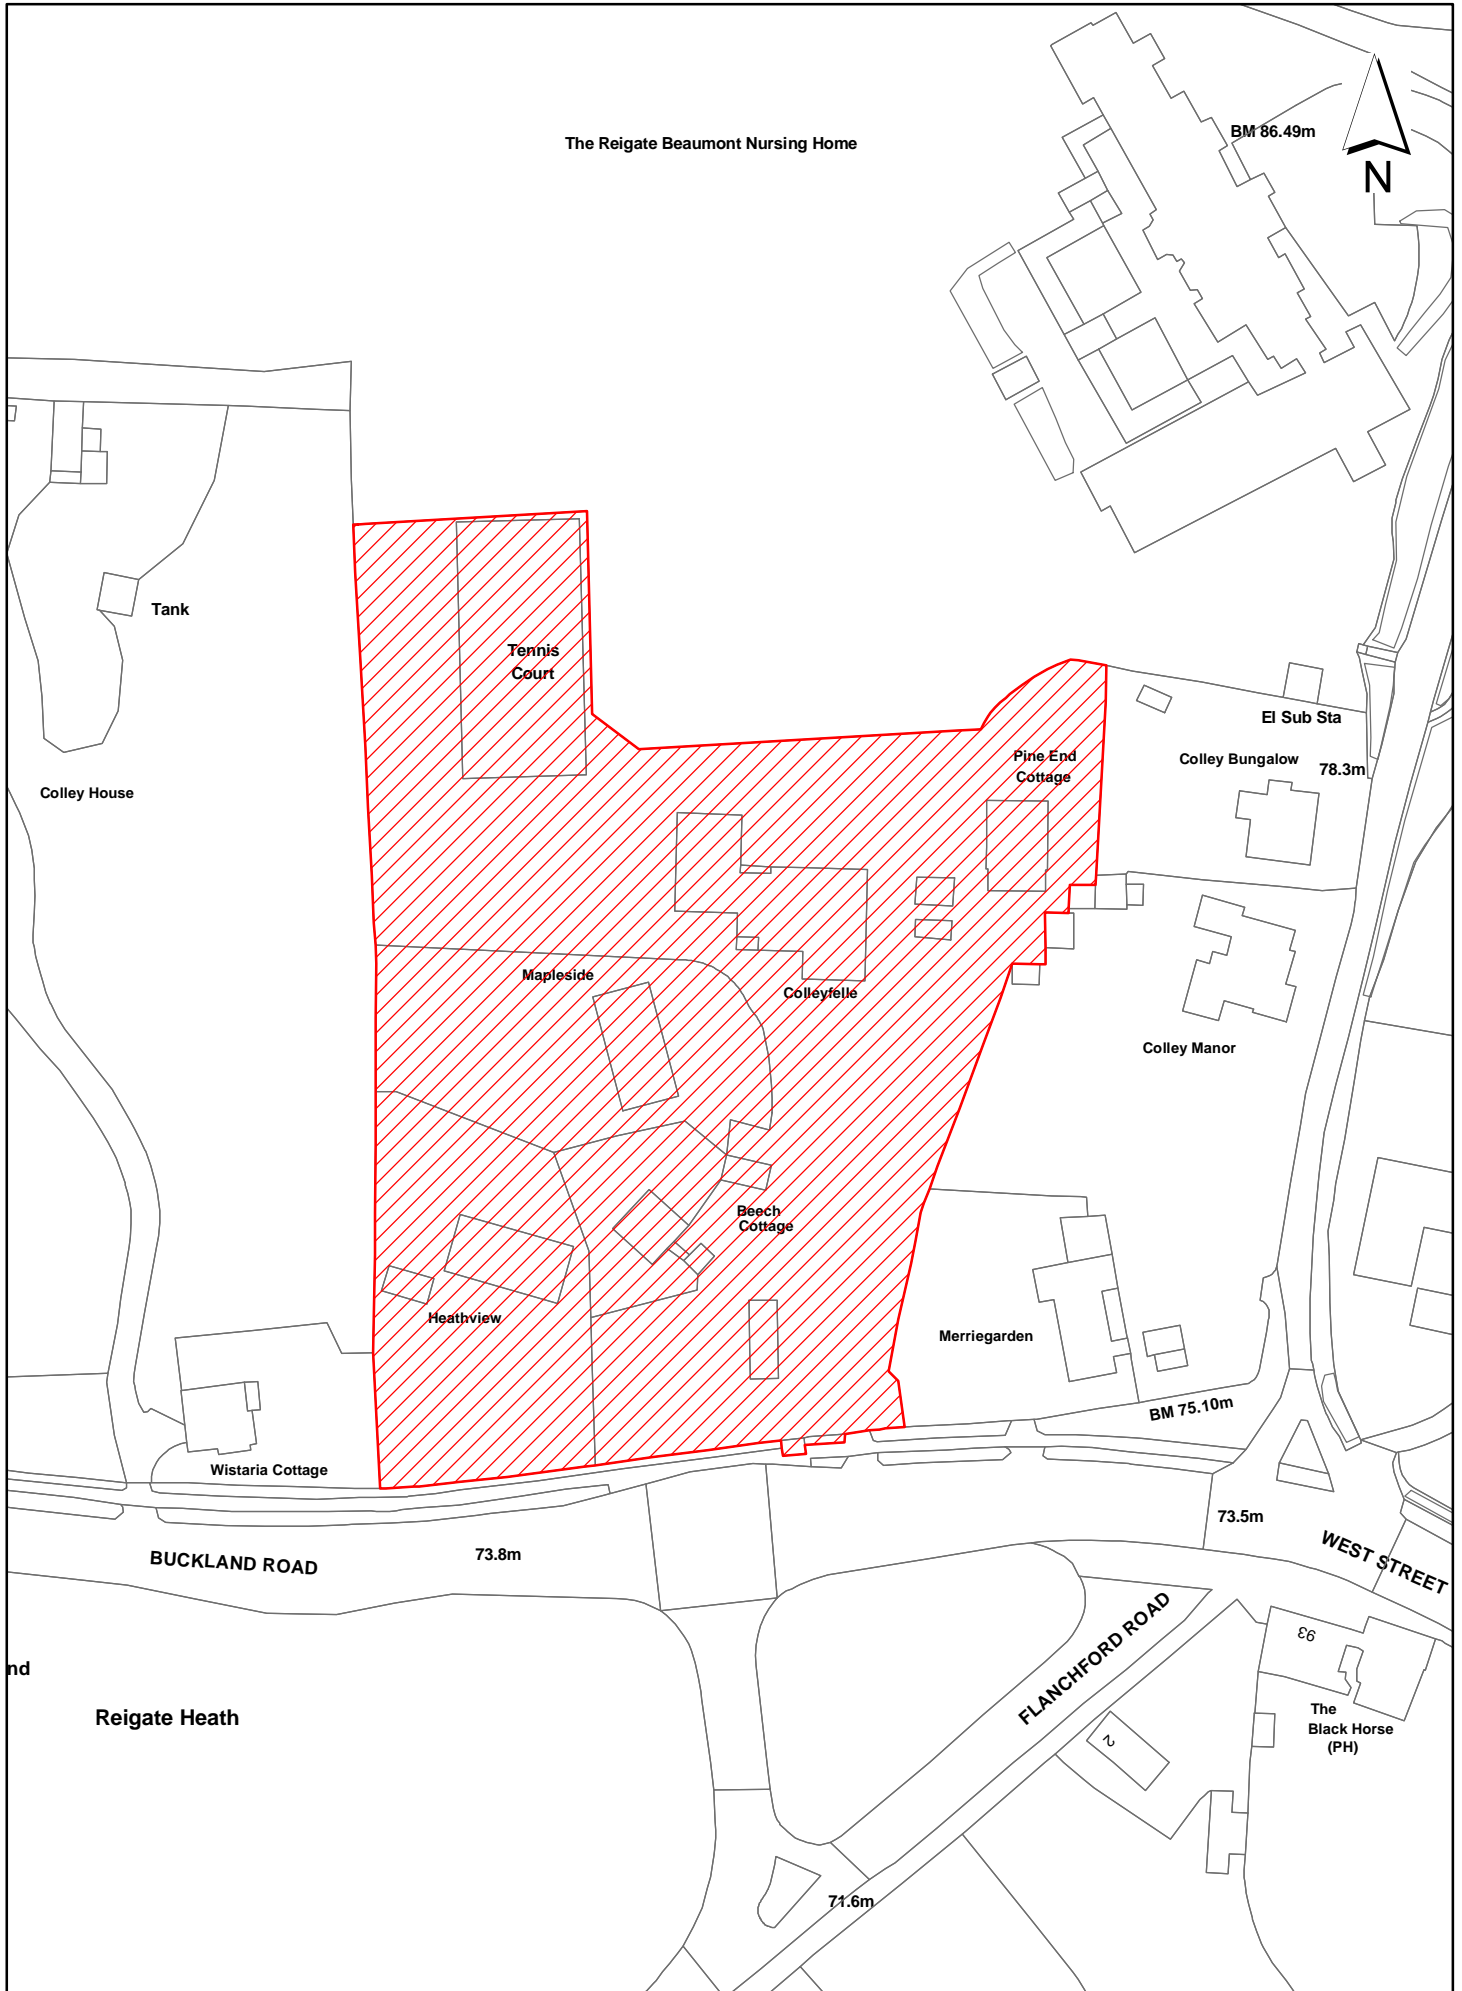 The Reigate Beaumont Nursing Home
BM 86.49m
N
Tank
Tennis
Court
El Sub Sta
Pine End
Cottage
Colley Bungalow
78.3m
Colley House
Mapleside
Colleyfelle
Colley Manor
Beech
Cottage
Heathview
Merriegarden
BM 75.10m
Wistaria Cottage
73.5m
BUCKLAND ROAD
73.8m
WEST STREET
FLANCHFORD ROAD
93
nd
Reigate Heath
The
Black Horse
(PH)
2
71.6m